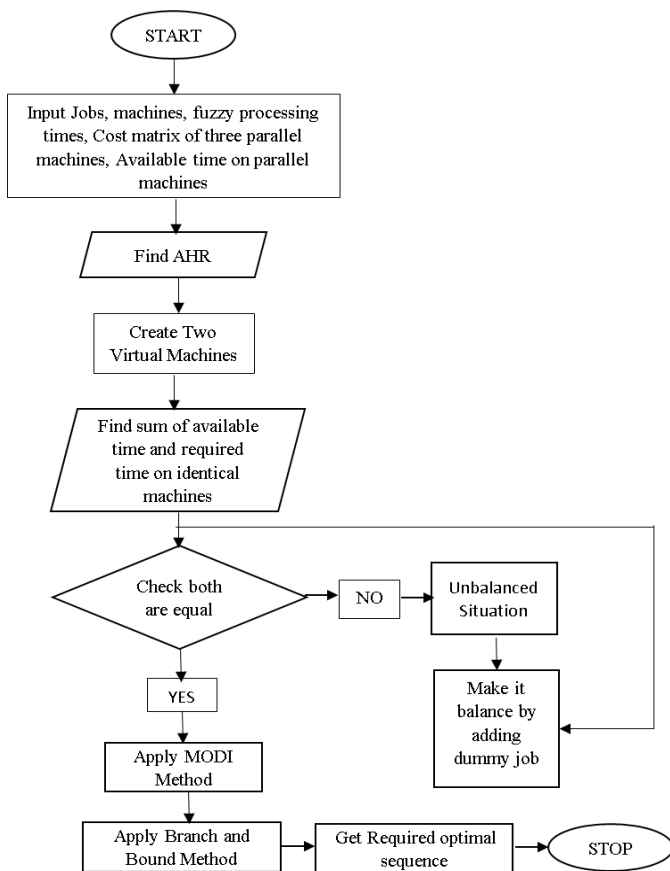 START
Input Jobs, machines, fuzzy processing
times, Cost matrix of three parallel
machines, Available time on parallel
machines
Find AHR
Create Two
Virtual Machines
Find sum of available
time and required
time on identical
machines
Check both
are equal
NO
Unbalanced
Situation
YES
Make it
balance by
adding
dummy job
Apply MODI
Method
Apply Branch and
Bound Method
Get Required optimal
sequence
STOP